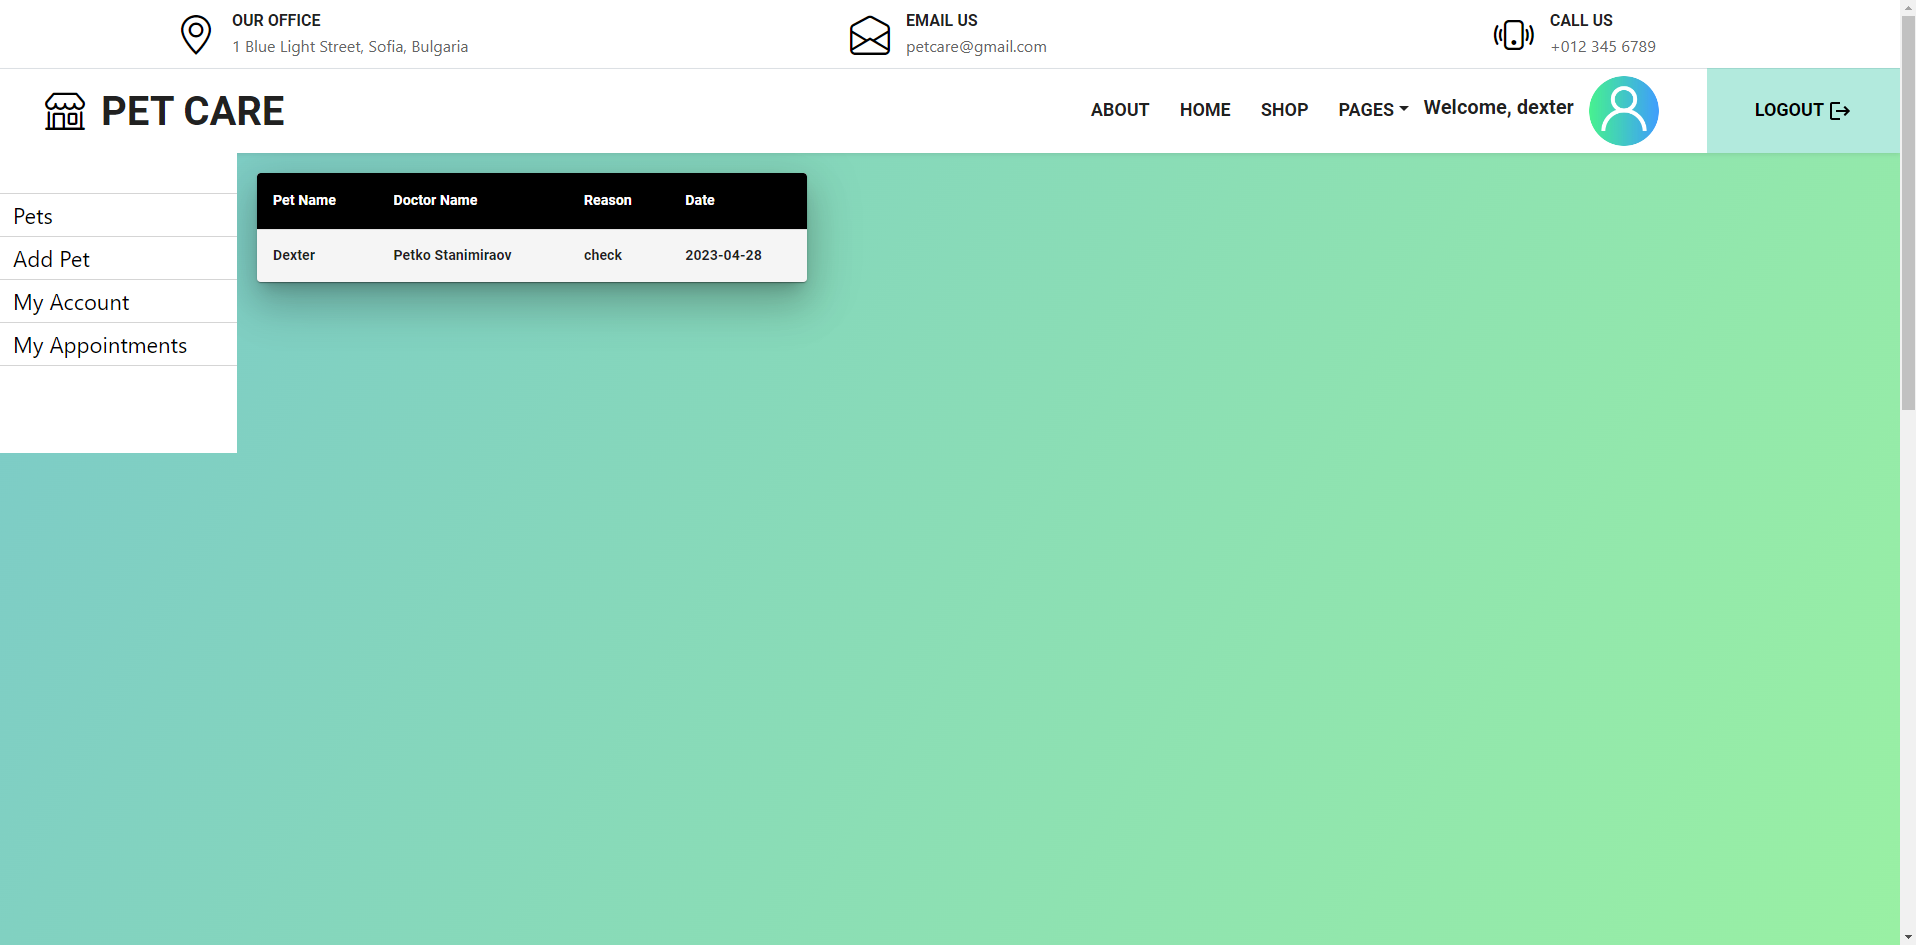 OUR OFFICE
1 Blue Light Street, Sofia, Bulgaria
EMAIL US
petcare@gmail.com
CALL US
+012 345 6789
PET CARE
ABOUT HOME SHOP PAGES Welcome, dexter LOGOUT
Pets
Add Pet
My Account
My Appointments
Pet Name Doctor Name Reason Date
Dexter Petko Stanimiraov check 2023-04-28